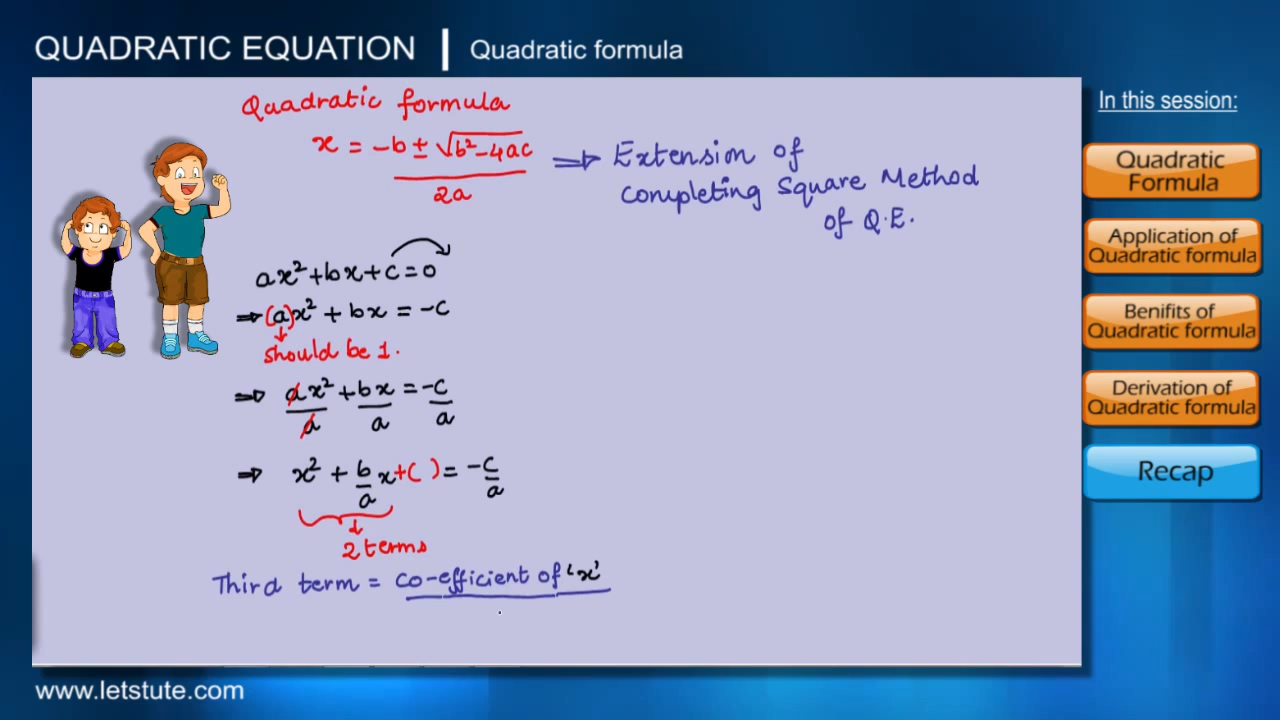 QUADRATIC EQUATION | Quadratic formula
Quadratic formula
x = -b ± √b²-4ac / 2a
⇒ Extension of
Completing Square Method
of Q.E.
ax²+bx+c=0
⇒ (a)x² + bx = -c
↓
should be 1.
⇒ ax²/a + bx/a = -c/a
⇒ x² + b/a x+( ) = -c/a
↓
2 terms
Third term = co-efficient of 'x'
In this session:
Quadratic
Formula
Application of
Quadratic formula
Benifits of
Quadratic formula
Derivation of
Quadratic formula
Recap
www.letstute.com